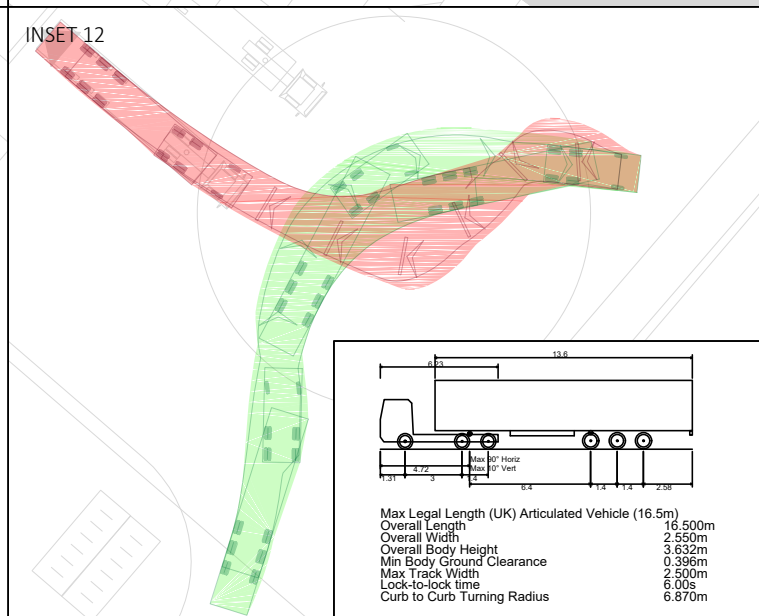 INSET 12
13.6
6.23
Max 90° Horiz
Max 10° Vert
4.72
1.31
3
1.4
6.4
1.4
1.4
2.58
Max Legal Length (UK) Articulated Vehicle (16.5m)
Overall Length 16.500m
Overall Width 2.550m
Overall Body Height 3.632m
Min Body Ground Clearance 0.396m
Max Track Width 2.500m
Lock-to-lock time 6.00s
Curb to Curb Turning Radius 6.870m